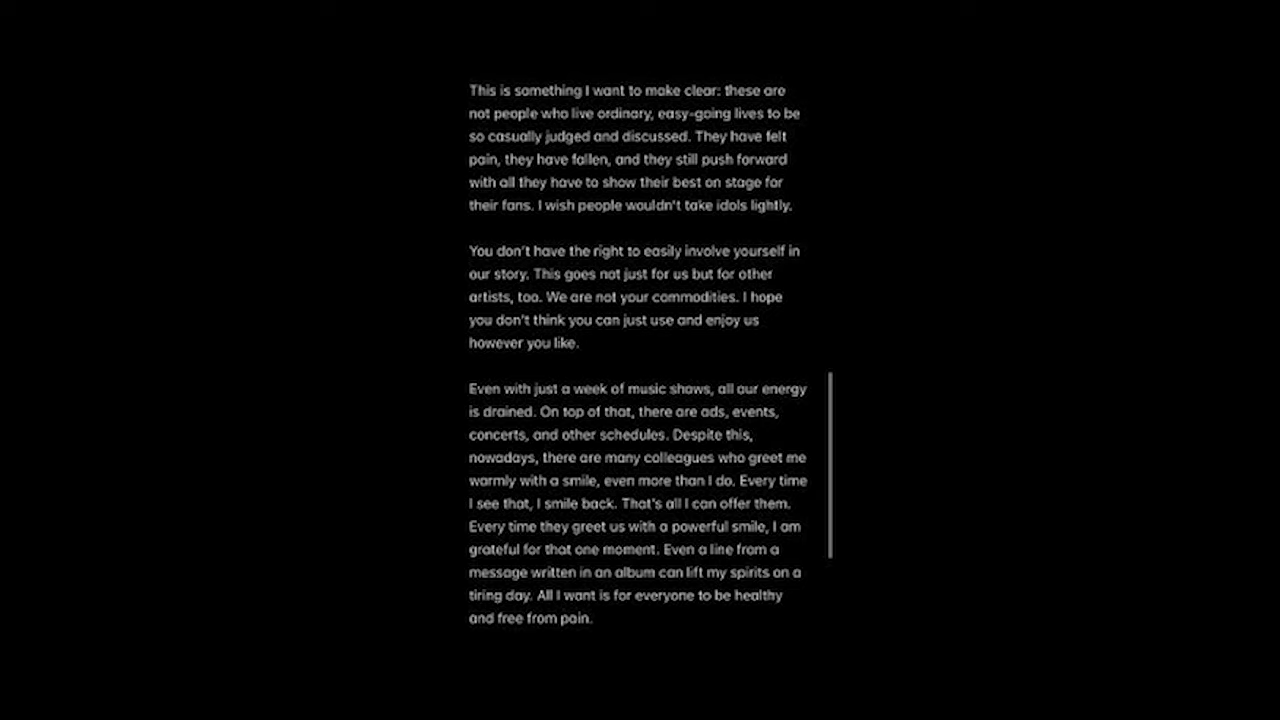 This is something I want to make clear: these are
not people who live ordinary, easy-going lives to be
so casually judged and discussed. They have felt
pain, they have fallen, and they still push forward
with all they have to show their best on stage for
their fans. I wish people wouldn't take idols lightly.
You don't have the right to easily involve yourself in
our story. This goes not just for us but for other
artists, too. We are not your commodities. I hope
you don't think you can just use and enjoy us
however you like.
Even with just a week of music shows, all our energy
is drained. On top of that, there are ads, events,
concerts, and other schedules. Despite this,
nowadays, there are many colleagues who greet me
warmly with a smile, even more than I do. Every time
I see that, I smile back. That's all I can offer them.
Every time they greet us with a powerful smile, I am
grateful for that one moment. Even a line from a
message written in an album can lift my spirits on a
tiring day. All I want is for everyone to be healthy
and free from pain.